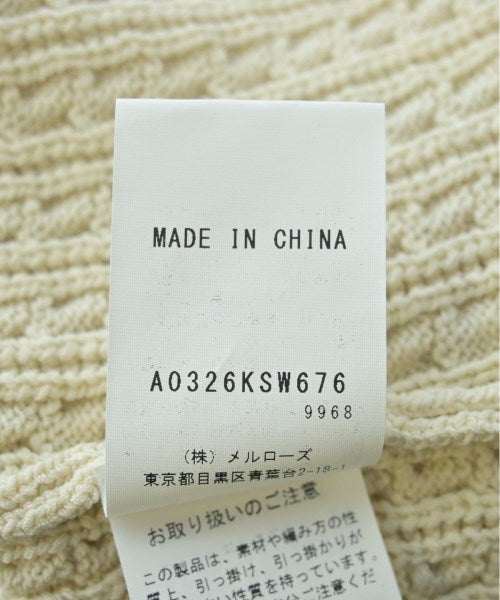 MADE IN CHINA
A0326KSW676
9968
(株) メルローズ
東京都目黒区青葉台2-18-1
お取り扱いのご注意
この製品は、素材や編み方の性
質上、引っ掛け、引っ掛かりが
い性質を持っています。
ご注意くだ